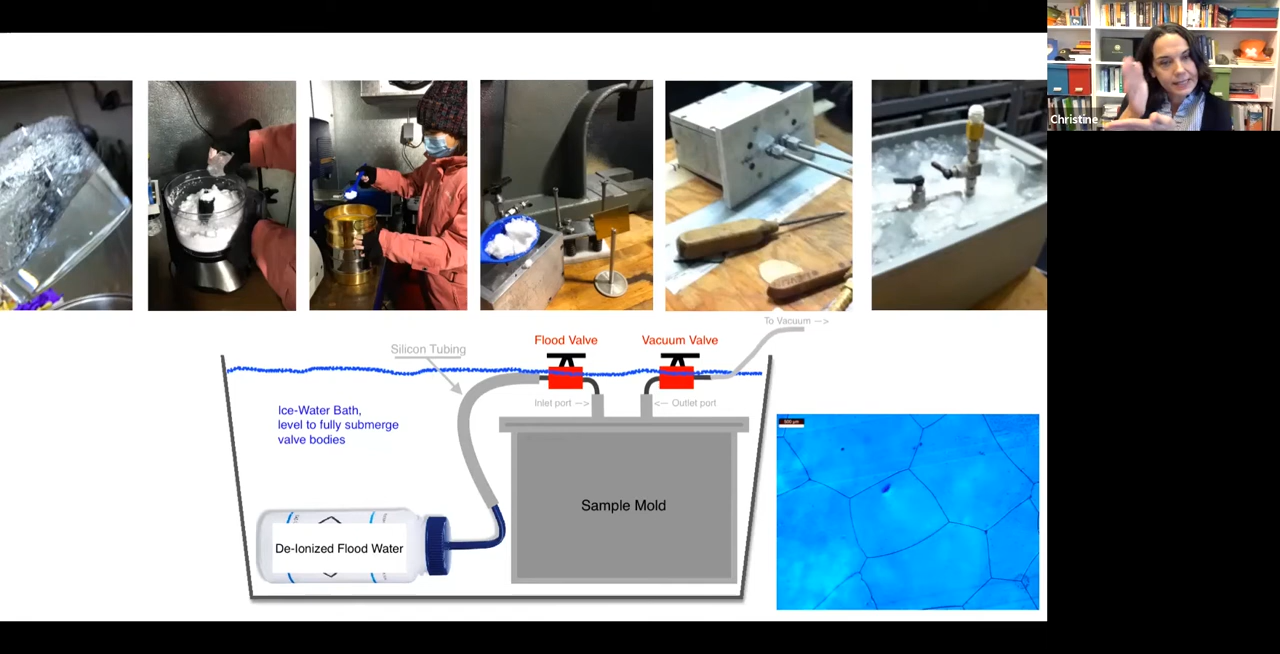 Christine
To Vacuum —>
Flood Valve
Vacuum Valve
Silicon Tubing
Inlet port —>
<— Outlet port
Ice-Water Bath,
level to fully submerge
valve bodies
Sample Mold
De-Ionized Flood Water